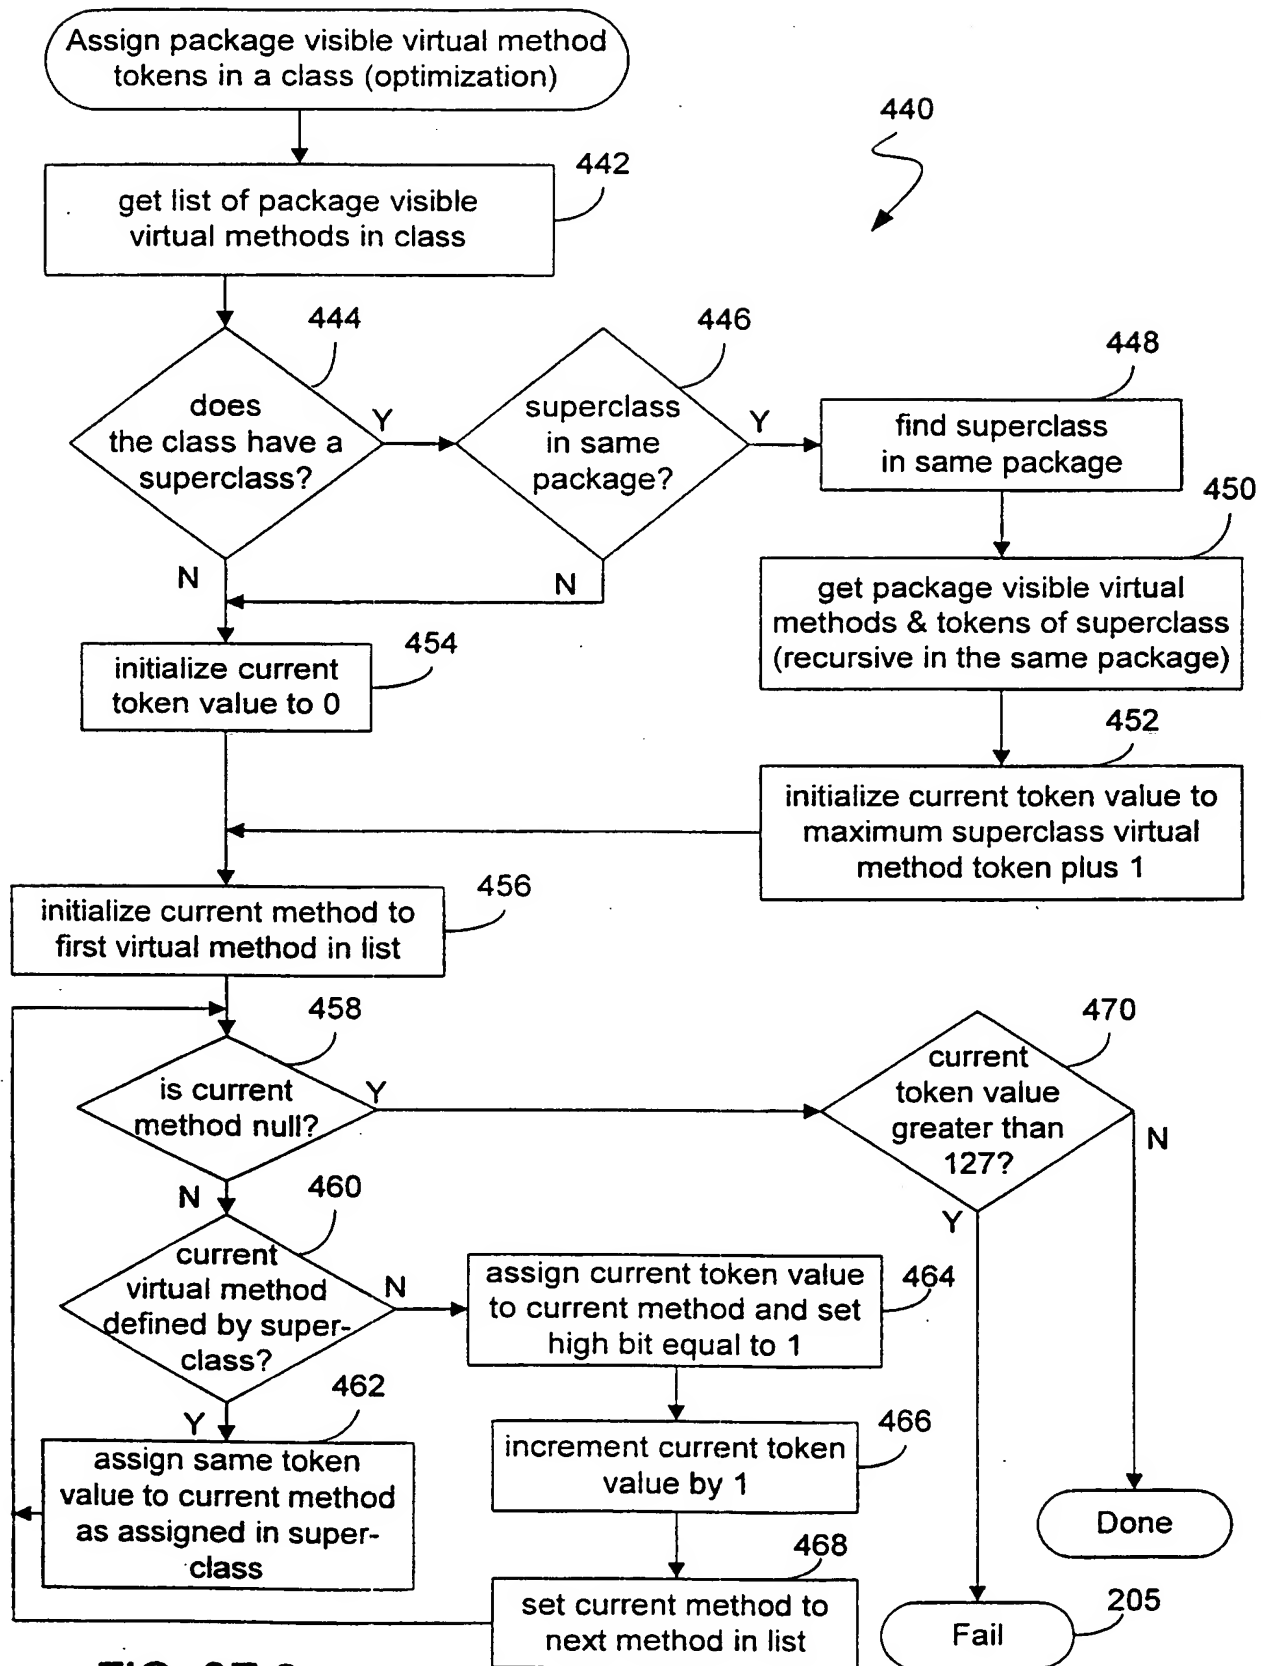 Assign package visible virtual method
tokens in a class (optimization)
440
442
get list of package visible
virtual methods in class
444
446
448
does
the class have a
superclass?
Y
superclass
in same
package?
Y
find superclass
in same package
450
N
N
get package visible virtual
methods & tokens of superclass
(recursive in the same package)
454
initialize current
token value to 0
452
initialize current token value to
maximum superclass virtual
method token plus 1
456
initialize current method to
first virtual method in list
458
470
is current
method null?
Y
current
token value
greater than
127?
N
N
460
Y
current
virtual method
defined by super-
class?
N
assign current token value
to current method and set
high bit equal to 1
464
462
Y
assign same token
value to current method
as assigned in super-
class
increment current token
value by 1
466
Done
468
set current method to
next method in list
Fail
205